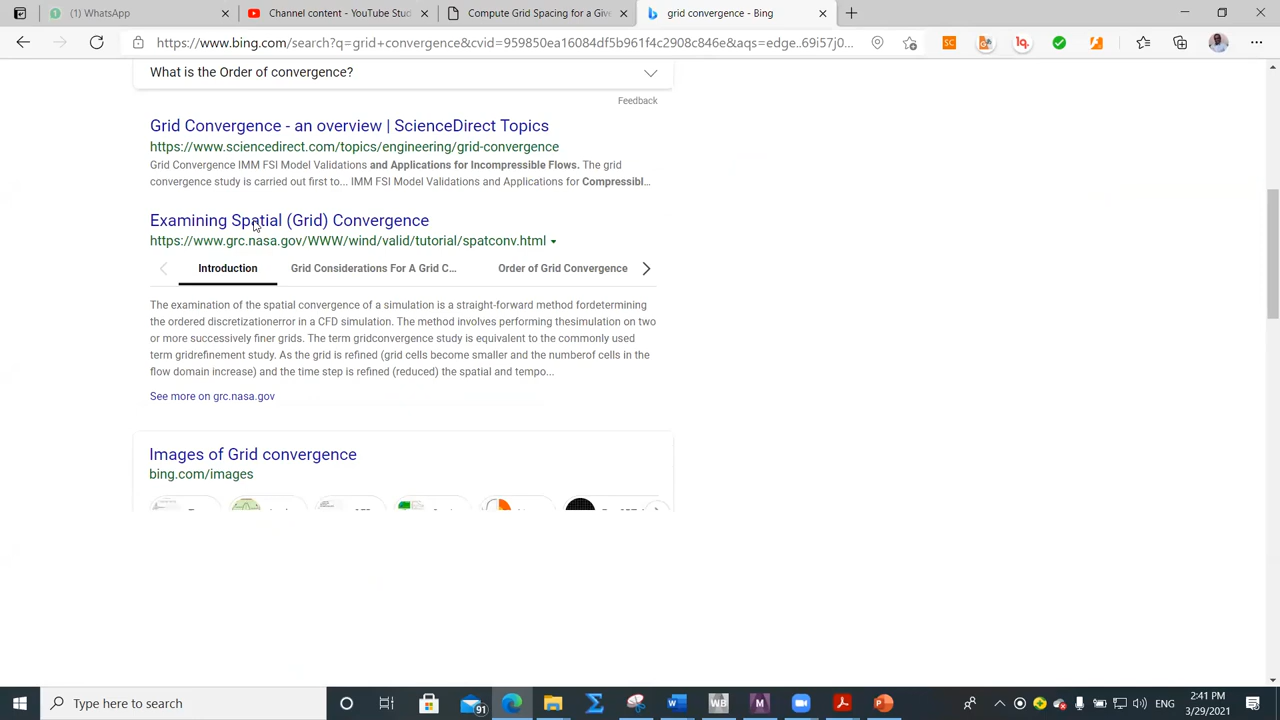 (1) WhatsApp
Channel content - YouTube Stud
Compute Grid Spacing for a Give
grid convergence - Bing
https://www.bing.com/search?q=grid+convergence&cvid=959850ea16084df5b961f4c2908c846e&aqs=edge..69i57j0...
What is the Order of convergence?
Feedback
Grid Convergence - an overview | ScienceDirect Topics
https://www.sciencedirect.com/topics/engineering/grid-convergence
Grid Convergence IMM FSI Model Validations and Applications for Incompressible Flows. The grid
convergence study is carried out first to... IMM FSI Model Validations and Applications for Compressibl...
Examining Spatial (Grid) Convergence
https://www.grc.nasa.gov/WWW/wind/valid/tutorial/spatconv.html
Introduction
Grid Considerations For A Grid C...
Order of Grid Convergence
The examination of the spatial convergence of a simulation is a straight-forward method fordetermining
the ordered discretizationerror in a CFD simulation. The method involves performing thesimulation on two
or more successively finer grids. The term gridconvergence study is equivalent to the commonly used
term gridrefinement study. As the grid is refined (grid cells become smaller and the numberof cells in the
flow domain increase) and the time step is refined (reduced) the spatial and tempo...
See more on grc.nasa.gov
Images of Grid convergence
bing.com/images
Type here to search
91
WB
M
ENG
2:41 PM
3/29/2021